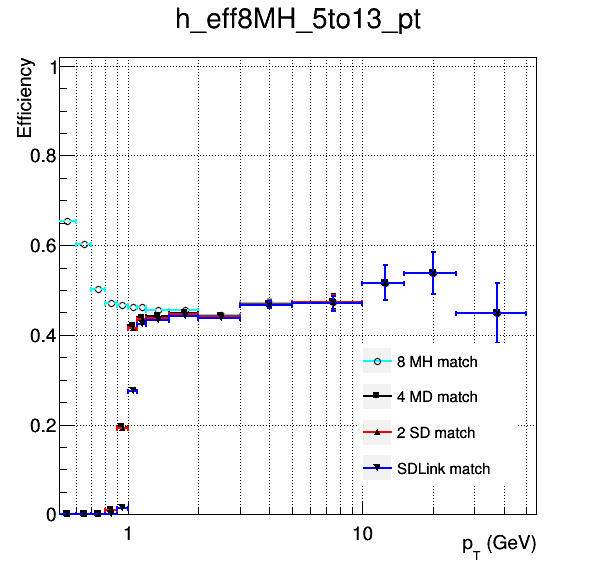 h_eff8MH_5to13_pt
Efficiency
1
0.8
0.6
0.4
0.2
0
8 MH match
4 MD match
2 SD match
SDLink match
1
10
p_T (GeV)